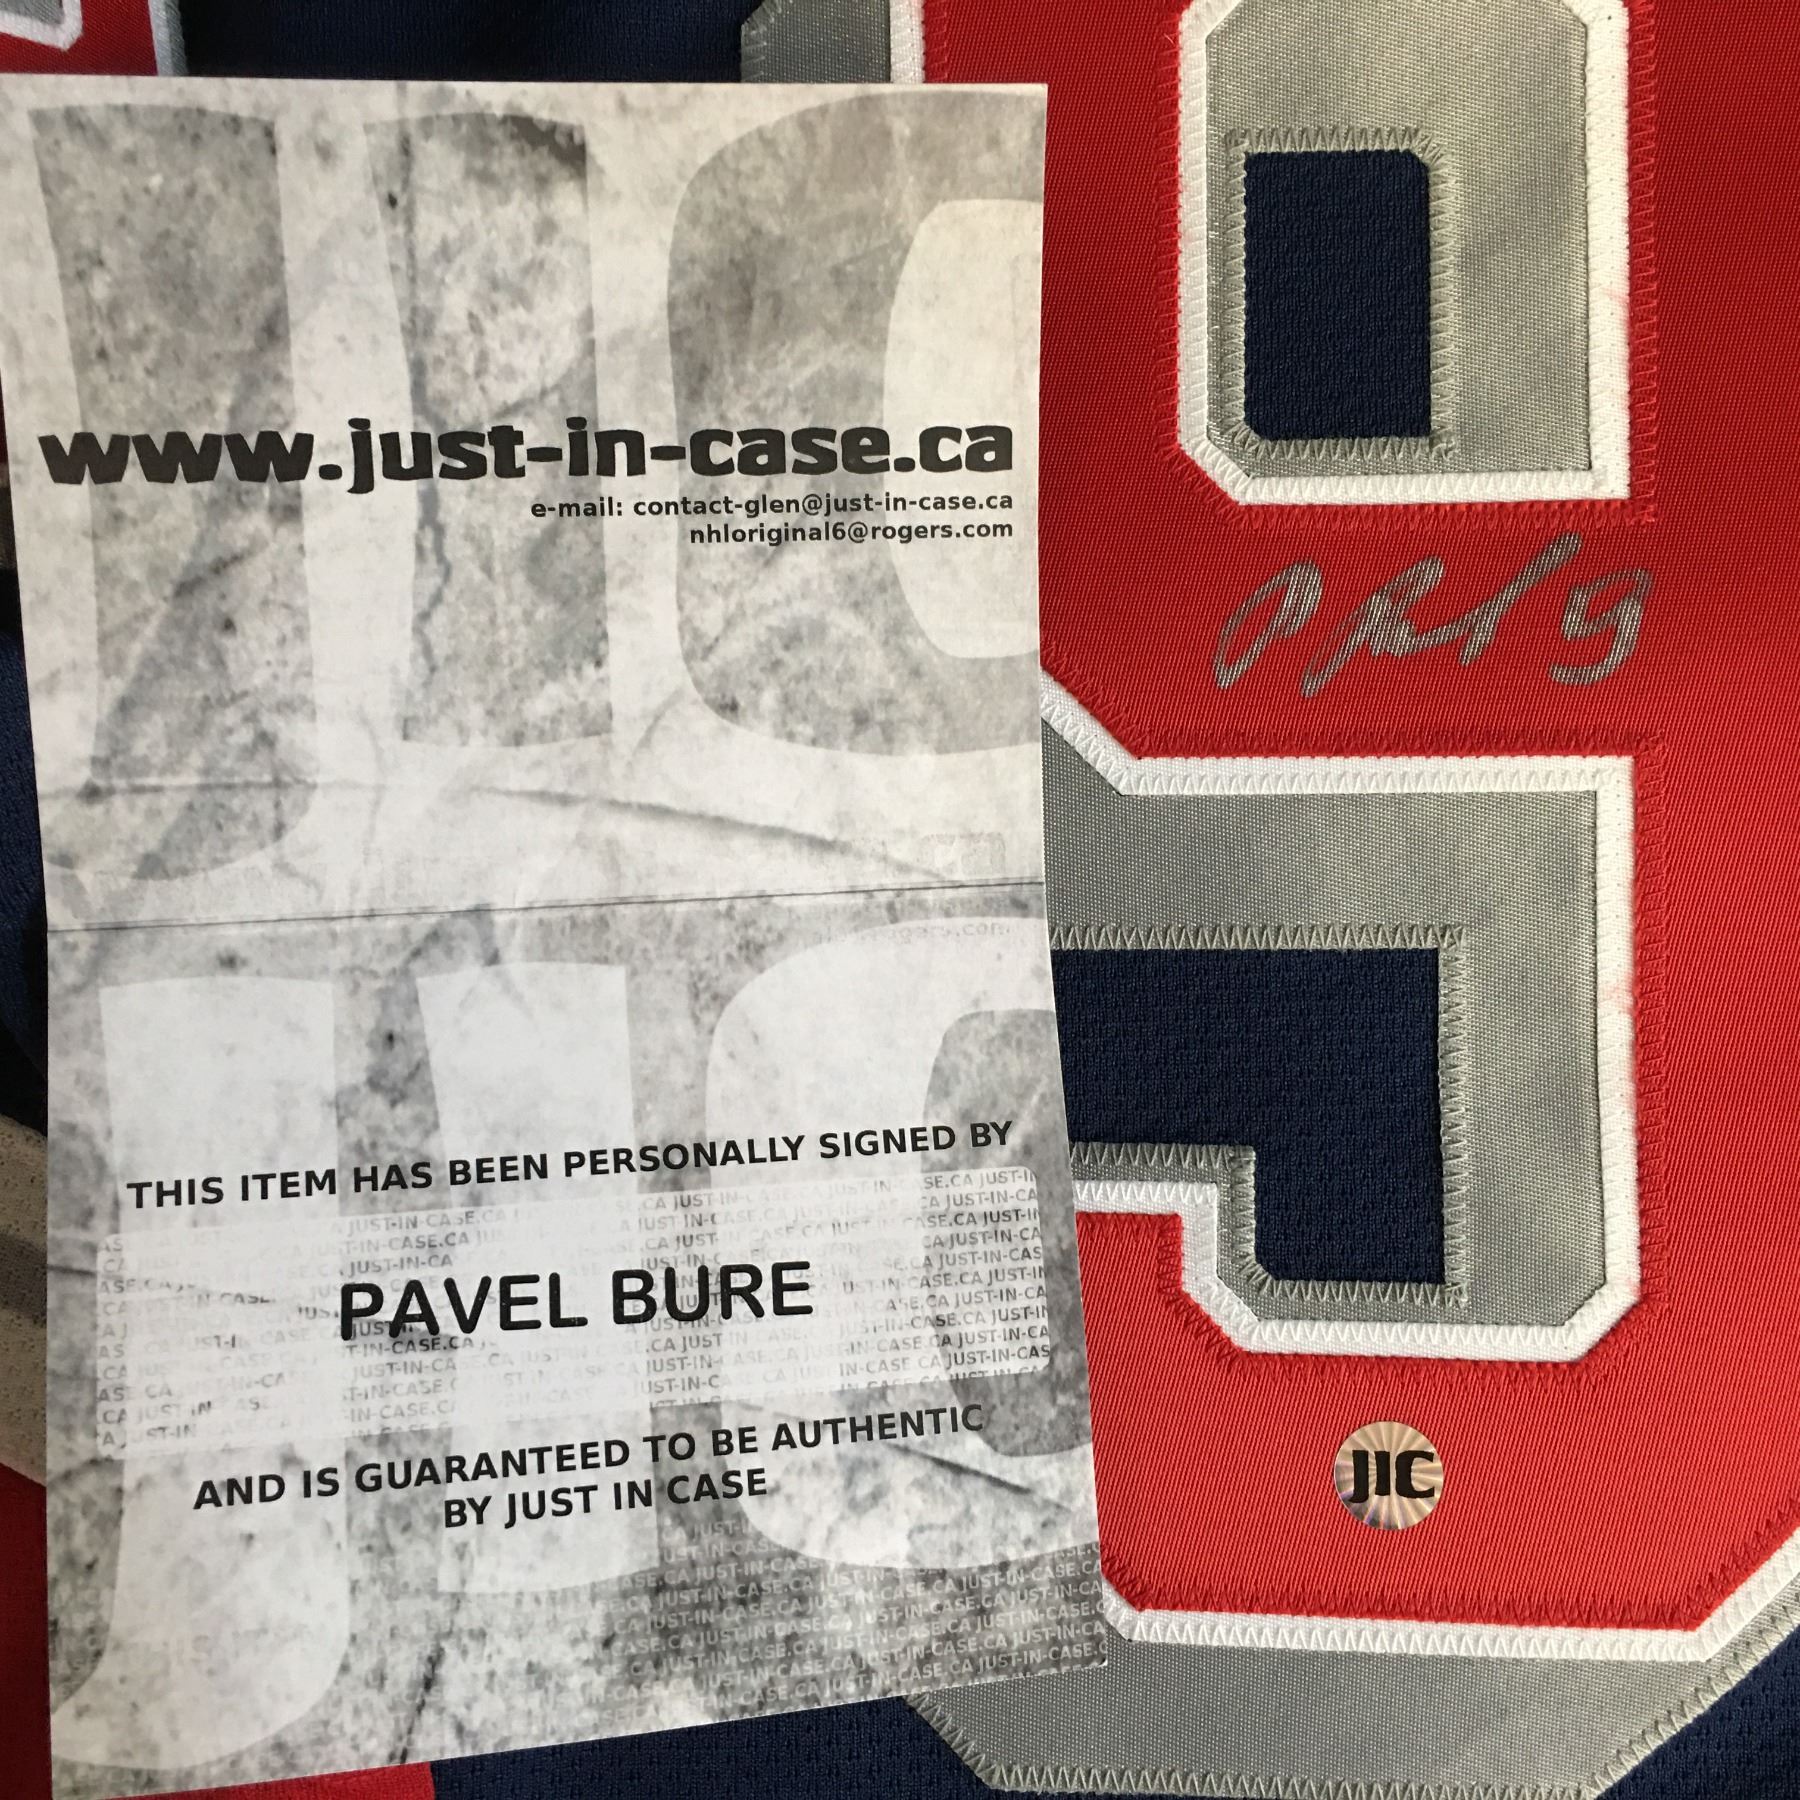 www.just-in-case.ca
e-mail: contact-glen@just-in-case.ca
nhloriginal6@rogers.com
THIS ITEM HAS BEEN PERSONALLY SIGNED BY
PAVEL BURE
AND IS GUARANTEED TO BE AUTHENTIC
BY JUST IN CASE
9
JIC